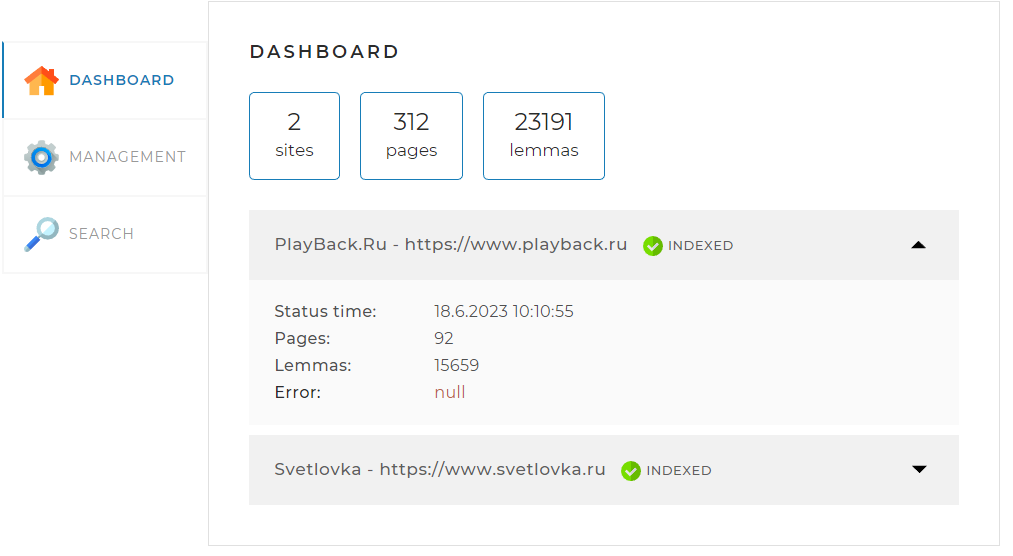 DASHBOARD
MANAGEMENT
SEARCH
DASHBOARD
2
sites
312
pages
23191
lemmas
PlayBack.Ru - https://www.playback.ru INDEXED
Status time: 18.6.2023 10:10:55
Pages: 92
Lemmas: 15659
Error: null
Svetlovka - https://www.svetlovka.ru INDEXED